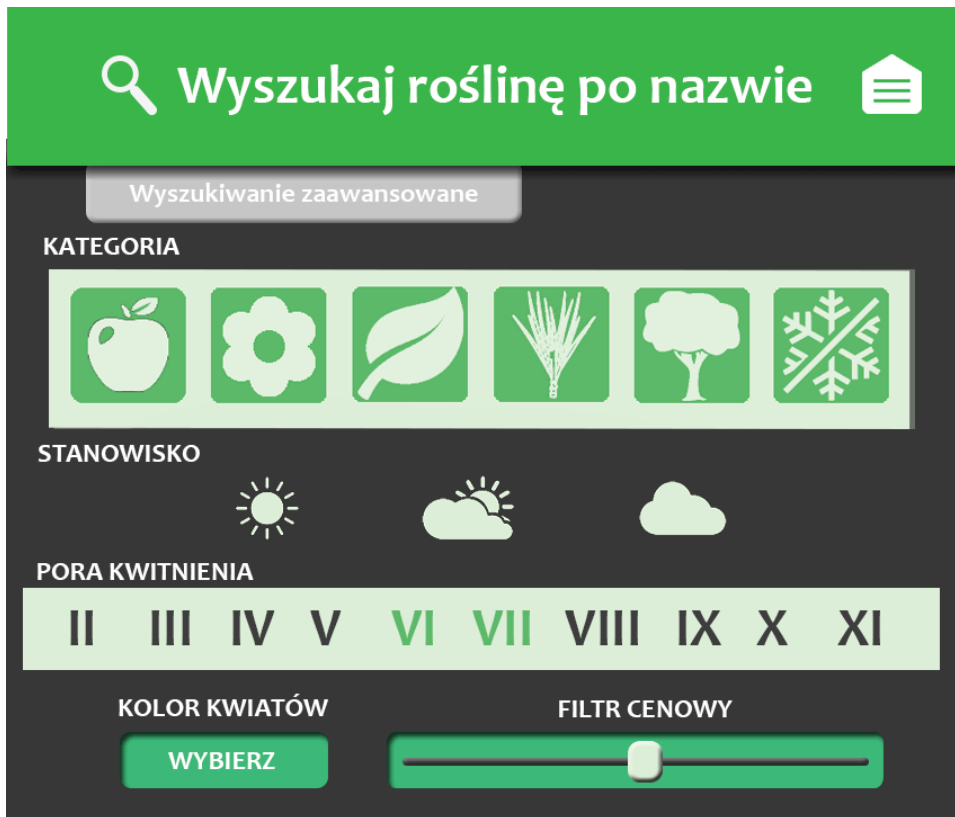 Wyszukaj roślinę po nazwie
Wyszukiwanie zaawansowane
KATEGORIA
STANOWISKO
PORA KWITNIENIA
II III IV V VI VII VIII IX X XI
KOLOR KWIATÓW FILTR CENOWY
WYBIERZ